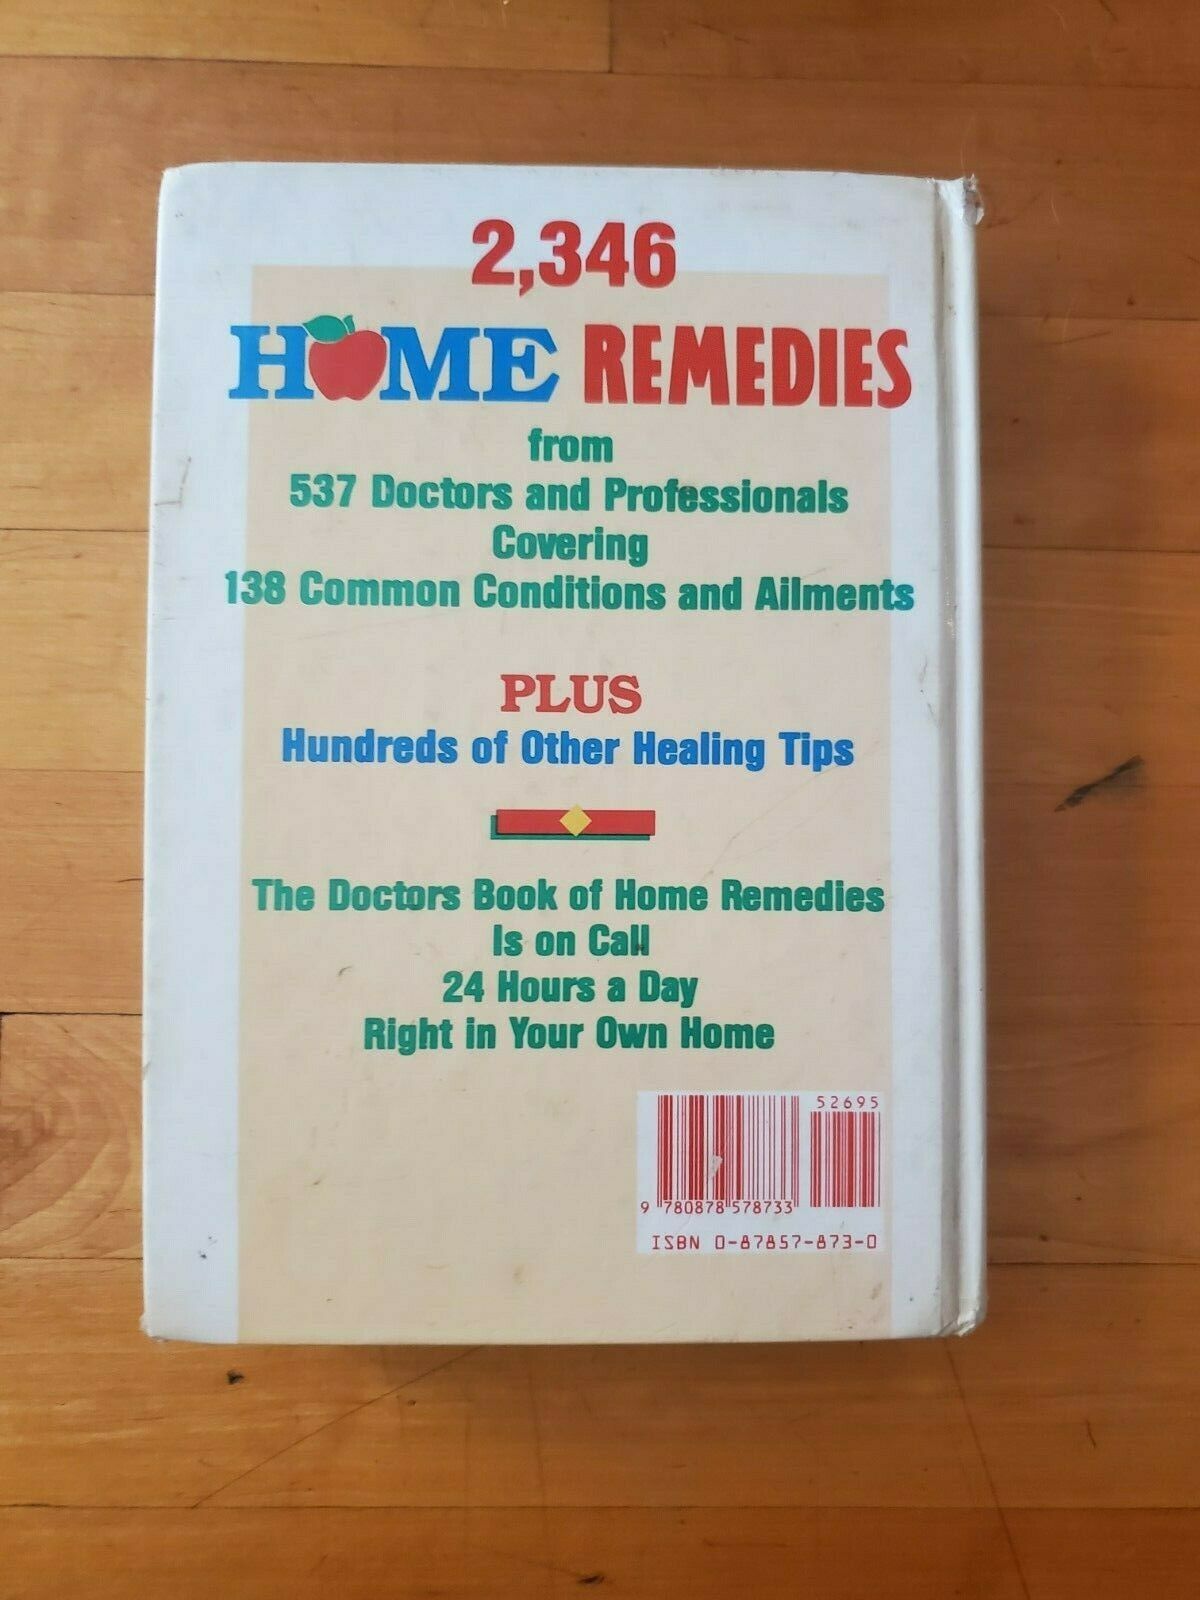 2,346
HOME REMEDIES
from
537 Doctors and Professionals
Covering
138 Common Conditions and Ailments
PLUS
Hundreds of Other Healing Tips
The Doctors Book of Home Remedies
Is on Call
24 Hours a Day
Right in Your Own Home
52695
9 780878 578733
ISBN 0-87857-873-0